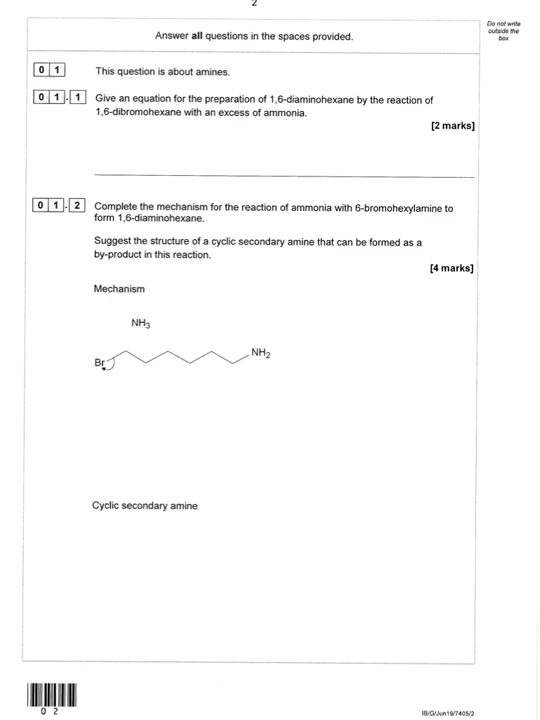 2
Do not write
outside the
box
Answer all questions in the spaces provided.
0 1 This question is about amines.
0 1 . 1 Give an equation for the preparation of 1,6-diaminohexane by the reaction of
1,6-dibromohexane with an excess of ammonia.
[2 marks]
0 1 . 2 Complete the mechanism for the reaction of ammonia with 6-bromohexylamine to
form 1,6-diaminohexane.
Suggest the structure of a cyclic secondary amine that can be formed as a
by-product in this reaction.
[4 marks]
Mechanism
NH3
Br NH2
Cyclic secondary amine
0 2
IB/G/Jun19/7405/2